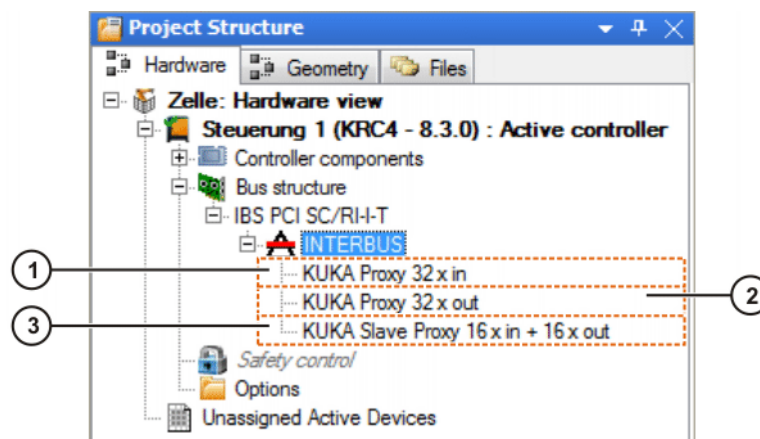 Project Structure
Hardware Geometry Files
Zelle: Hardware view
Steuerung 1 (KRC4 - 8.3.0) : Active controller
Controller components
Bus structure
IBS PCI SC/RI-I-T
INTERBUS
1 KUKA Proxy 32 x in
KUKA Proxy 32 x out 2
3 KUKA Slave Proxy 16 x in + 16 x out
Safety control
Options
Unassigned Active Devices